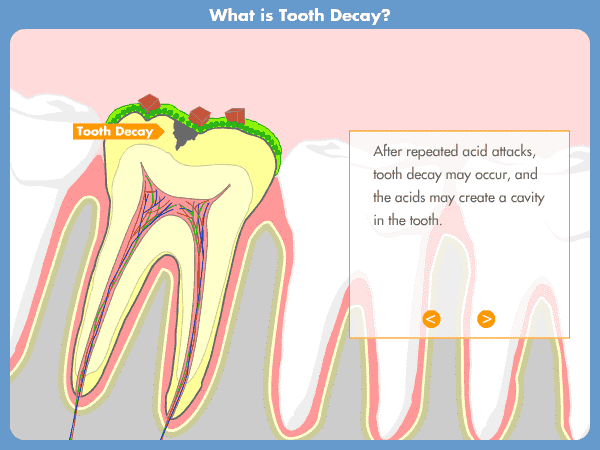 What is Tooth Decay?
Tooth Decay
After repeated acid attacks,
tooth decay may occur, and
the acids may create a cavity
in the tooth.
< >